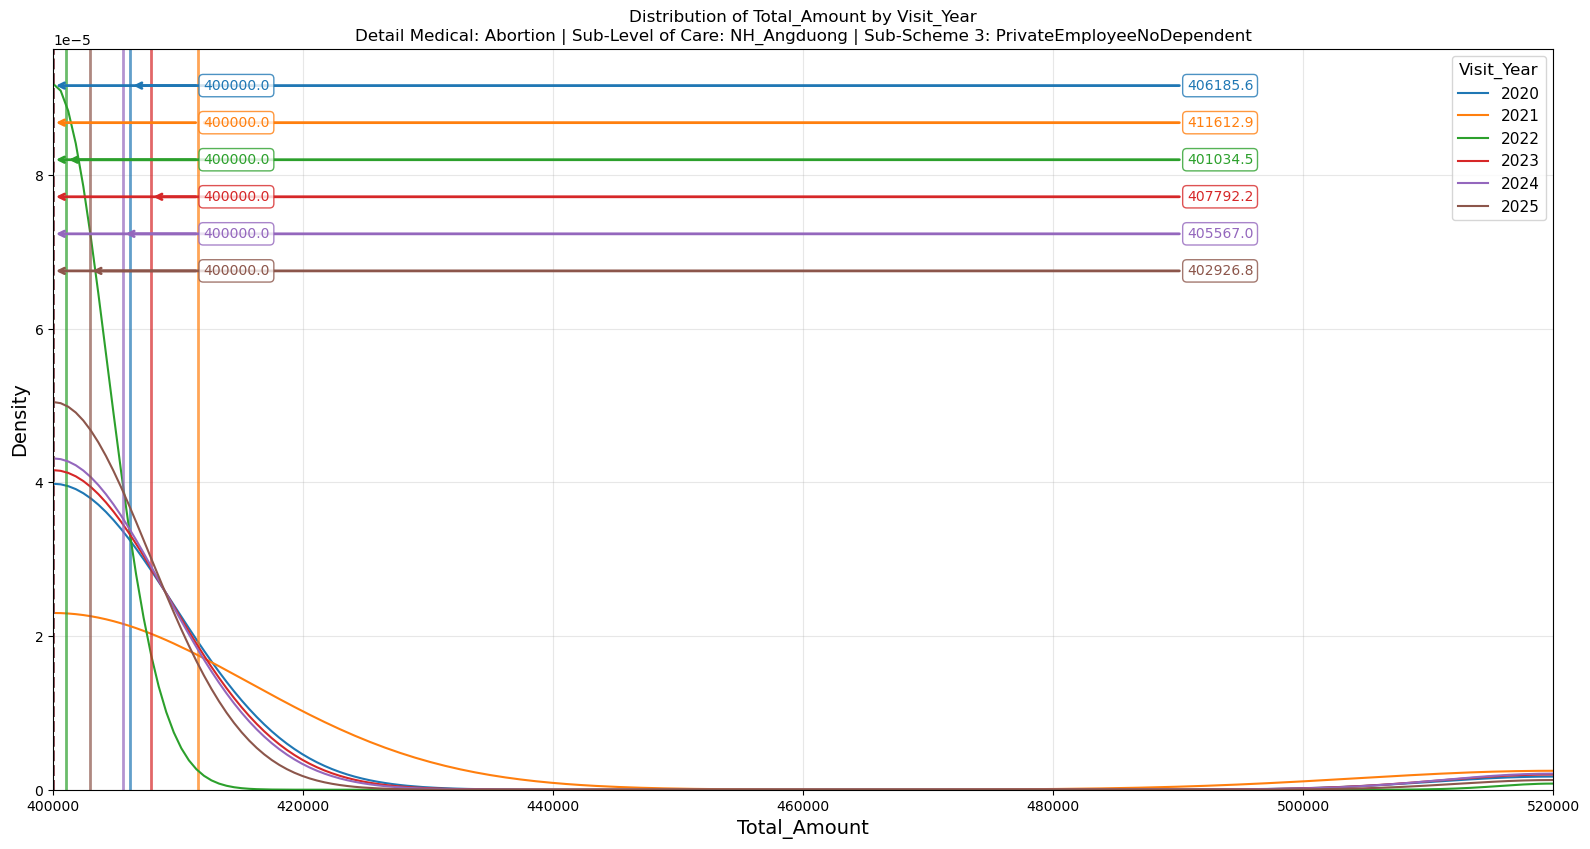 Distribution of Total_Amount by Visit_Year
Detail Medical: Abortion | Sub-Level of Care: NH_Angduong | Sub-Scheme 3: PrivateEmployeeNoDependent
1e−5
Visit_Year
2020
2021
2022
2023
2024
2025
400000.0 406185.6
400000.0 411612.9
400000.0 401034.5
400000.0 407792.2
400000.0 405567.0
400000.0 402926.8
Density
8
6
4
2
0
400000 420000 440000 460000 480000 500000 520000
Total_Amount